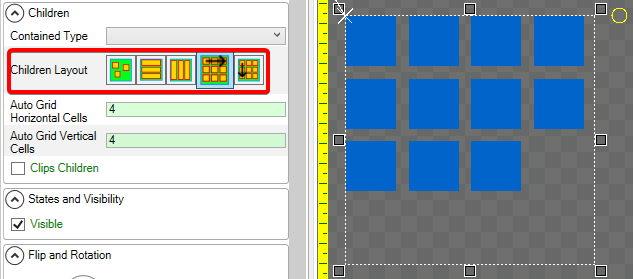 Children
Contained Type
Children Layout
Auto Grid
Horizontal Cells
4
Auto Grid Vertical
Cells
4
Clips Children
States and Visibility
Visible
Flip and Rotation